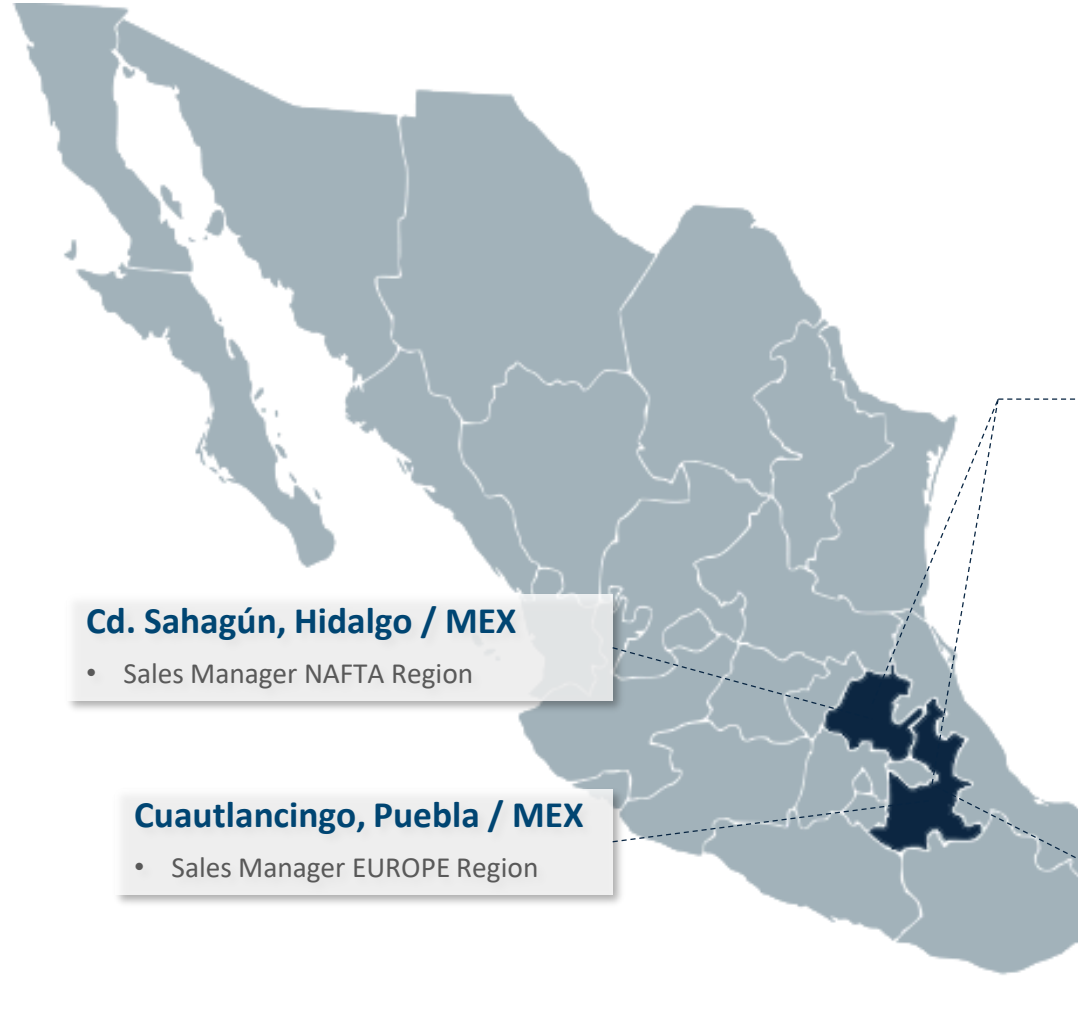 Cd. Sahagún, Hidalgo / MEX
• Sales Manager NAFTA Region
Cuautlancingo, Puebla / MEX
• Sales Manager EUROPE Region